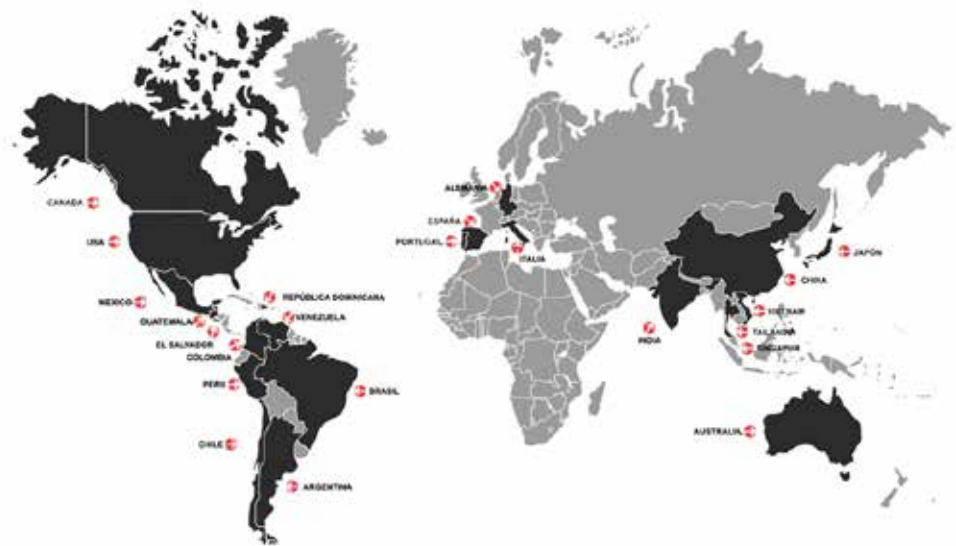 CANADA
USA
MEXICO
GUATEMALA
EL SALVADOR
COLOMBIA
REPÚBLICA DOMINICANA
VENEZUELA
PERÚ
BRASIL
CHILE
ARGENTINA
ALEMANIA
ESPAÑA
PORTUGAL
ITALIA
JAPÓN
CHINA
VIETNAM
TAILANDIA
SINGAPUR
INDIA
AUSTRALIA